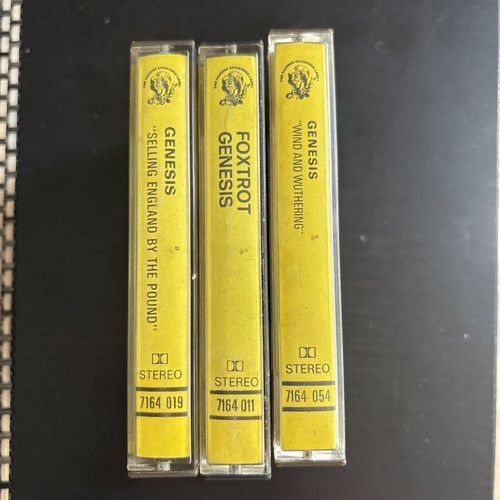 GENESIS
"SELLING ENGLAND BY THE POUND"
STEREO
7164 019
FOXTROT
GENESIS
STEREO
7164 011
GENESIS
"WIND AND WUTHERING"
STEREO
7164 054